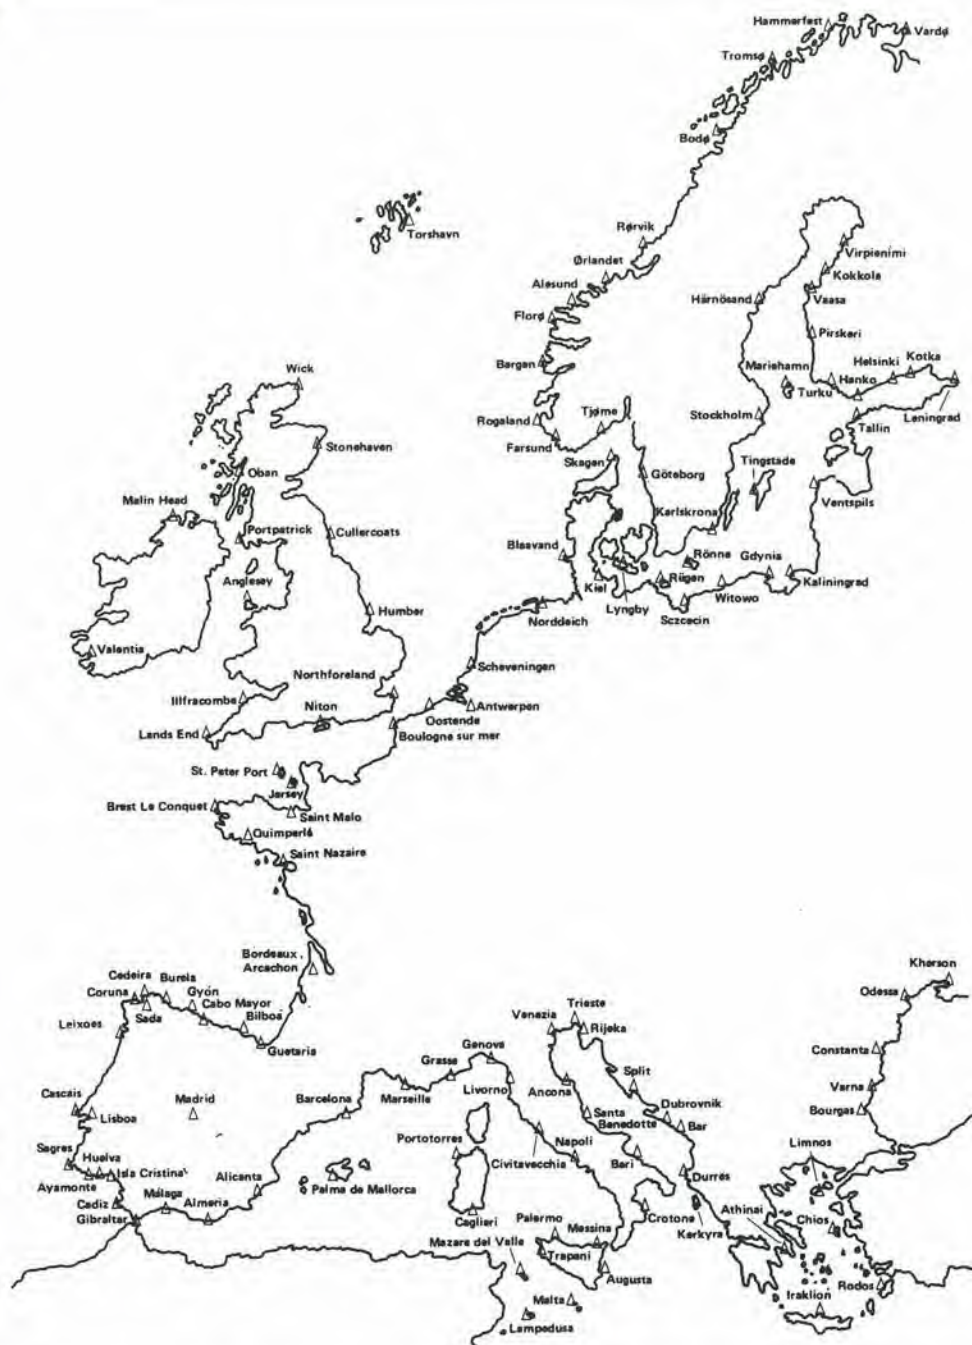 Hammerfest
Vardø
Tromsø
Bodø
Torshavn
Rørvik
Virpieniml
Ørlandet
Kokkola
Ålesund
Härnösand
Vaasa
Florø
Pirskeri
Bergen
Mariehamn
Helsinki
Kotka
Wick
Turku
Hanko
Rogaland
Tjøme
Stockholm
Leningrad
Farsund
Tallin
Stonehaven
Skagen
Oban
Göteborg
Tingstade
Malin Head
Ventspils
Portpatrick
Cullercoats
Karlskrona
Blaavand
Rönne
Gdynia
Anglesey
Kiel
Rügen
Kaliningrad
Humber
Norddeich
Lyngby
Witowo
Sczcecin
Valentia
Scheveningen
Northforeland
Illfracombe
Niton
Antwerpen
Oostende
Lands End
Boulogne sur mer
St. Peter Port
Jersey
Brest Le Conquet
Saint Malo
Quimperlé
Saint Nazaire
Bordeaux.
Arcachon
Kherson
Cedeira
Burela
Odessa
Coruna
Gyón
Cabo Mayor
Sada
Bilboa
Trieste
Leixoes
Venezia
Rijeka
Guetaria
Genova
Constanta
Grasse
Split
Varna
Cascais
Madrid
Barcelona
Marseille
Livorno
Ancona
Dubrovnik
Bourgas
Lisboa
Santa
Benedotte
Bar
Portotorres
Napoli
Limnos
Sagres
Huelva
Isla Cristina
Civitavecchia
Bari
Ayamonte
Alicanta
Palma de Mallorca
Durres
Cadiz
Málaga
Almeria
Athinai
Gibraltar
Caglieri
Palermo
Messina
Crotone
Chios
Mazara del Valle
Trapani
Kerkyra
Augusta
Rodos
Malta
Iraklion
Lampedusa